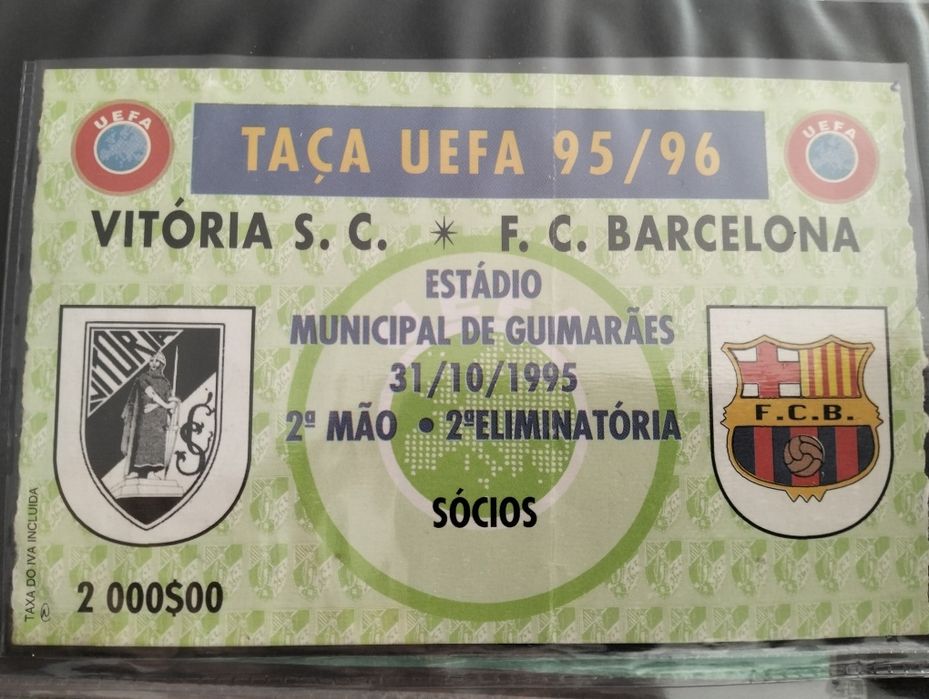 UEFA
TAÇA UEFA 95/96
UEFA
VITÓRIA S. C. * F. C. BARCELONA
ESTÁDIO
MUNICIPAL DE GUIMARÃES
31/10/1995
2ª MÃO • 2ªELIMINATÓRIA
VITÓRIA
F.C.B.
SÓCIOS
2 000$00
TAXA DO IVA INCLUIDA